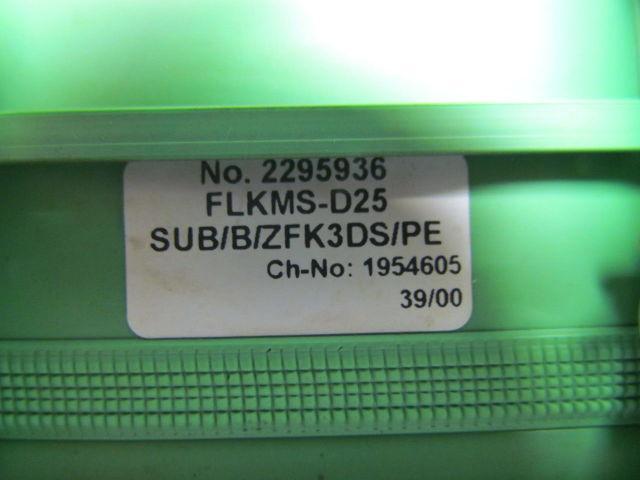 No. 2295936
FLKMS-D25
SUB/B/ZFK3DS/PE
Ch-No: 1954605
39/00